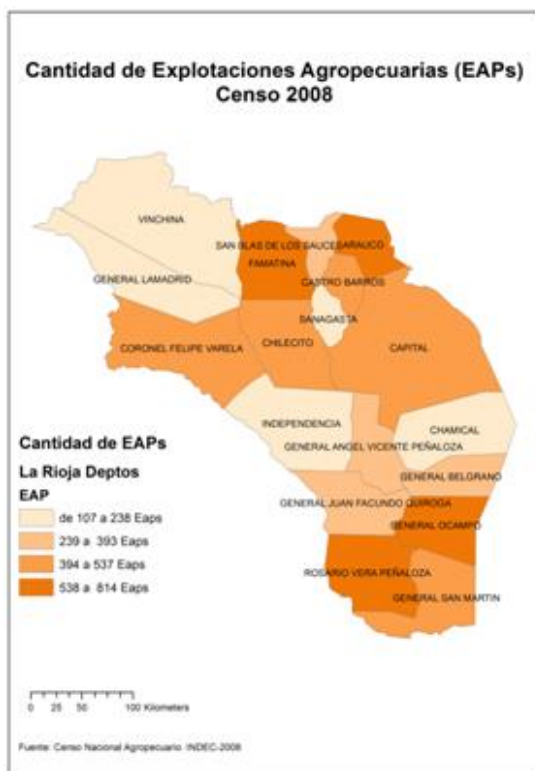 Cantidad de Explotaciones Agropecuarias (EAPs)
Censo 2008
VINCHINA
SAN BLAS DE LOS SAUCES
ARAUCO
FAMATINA
GENERAL LAMADRID
CASTRO BARROS
SANAGASTA
CORONEL FELIPE VARELA
CHILECITO
CAPITAL
INDEPENDENCIA
CHAMICAL
GENERAL ANGEL VICENTE PEÑALOZA
GENERAL BELGRANO
GENERAL JUAN FACUNDO QUIROGA
GENERAL OCAMPO
ROSARIO VERA PEÑALOZA
GENERAL SAN MARTIN
Cantidad de EAPs
La Rioja Deptos
EAP
de 107 a 238 Eaps
239 a 393 Eaps
394 a 537 Eaps
538 a 814 Eaps
0 25 50 100 Kilometers
Fuente: Censo Nacional Agropecuario. INDEC-2008